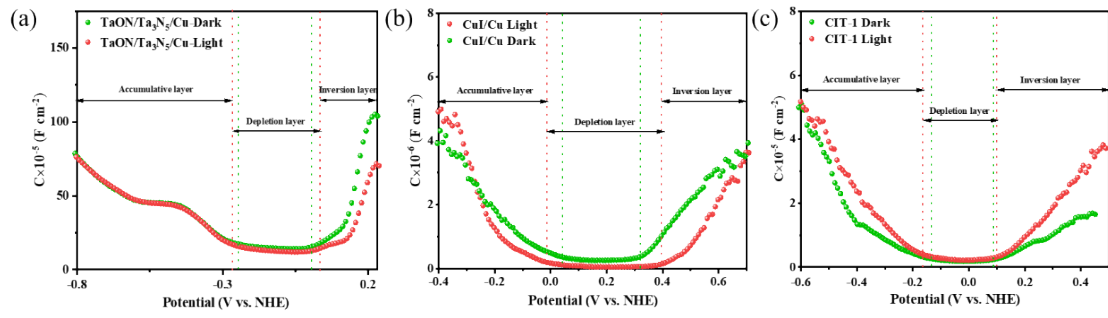 (a)
TaON/Ta₃N₅/Cu-Dark
TaON/Ta₃N₅/Cu-Light
Accumulative layer
Inversion layer
Depletion layer
C×10⁻⁵ (F cm⁻²)
150
100
50
0
-0.8
-0.3
0.2
Potential (V vs. NHE)
(b)
CuI/Cu Light
CuI/Cu Dark
Accumulative layer
Inversion layer
Depletion layer
C×10⁻⁶ (F cm⁻²)
8
6
4
2
0
-0.4
-0.2
0.0
0.2
0.4
0.6
Potential (V vs. NHE)
(c)
CIT-1 Dark
CIT-1 Light
Accumulative layer
Inversion layer
Depletion layer
C×10⁻⁵ (F cm⁻²)
8
6
4
2
0
-0.6
-0.4
-0.2
0.0
0.2
0.4
Potential (V vs. NHE)